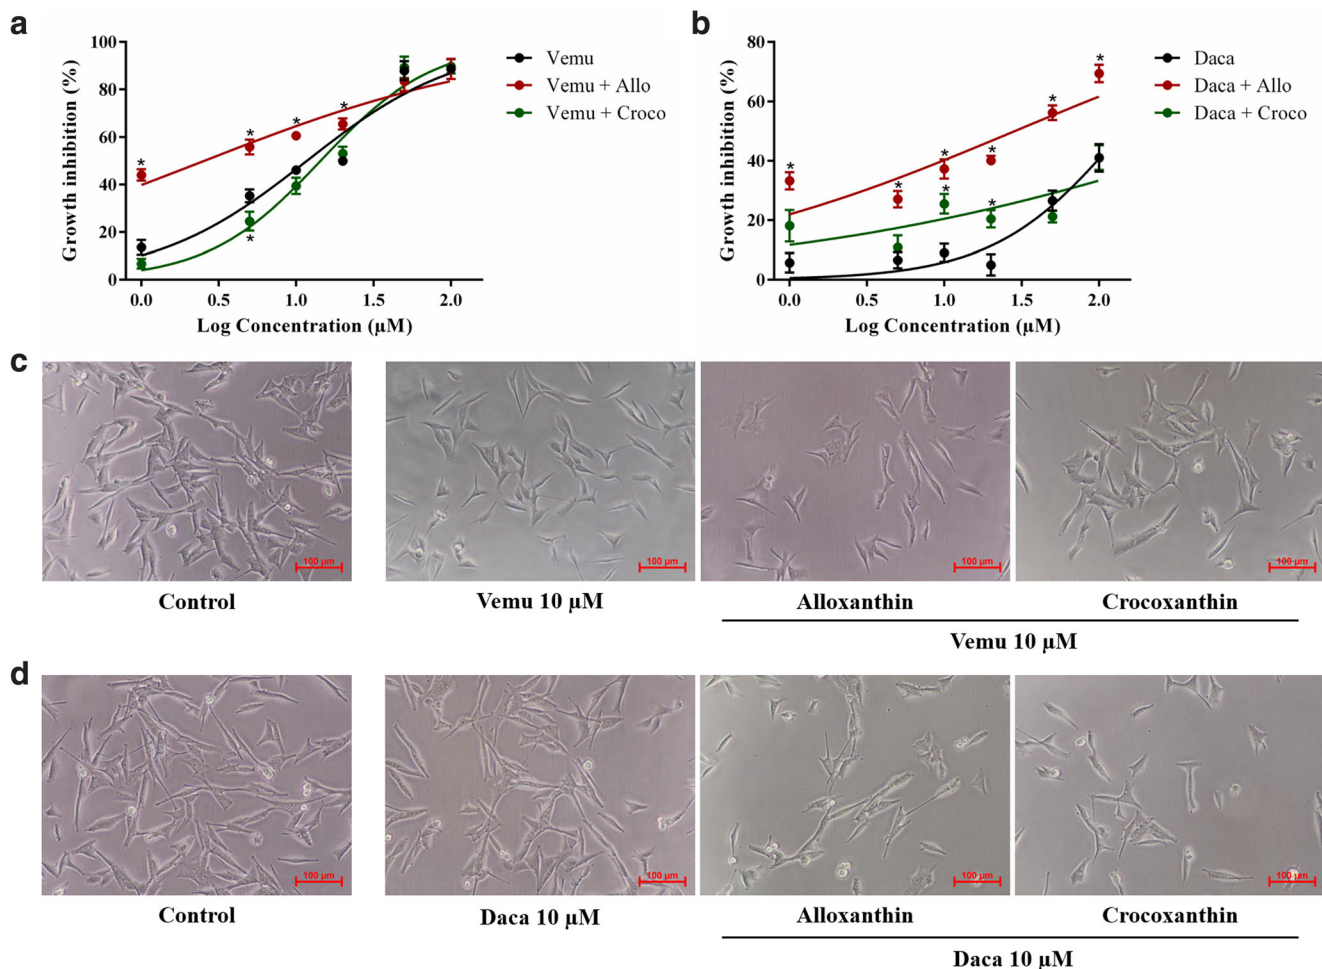 a
100
80
60
40
20
0
Growth inhibition (%)
0.0 0.5 1.0 1.5 2.0
Log Concentration (µM)
Vemu
Vemu + Allo
Vemu + Croco
* * * * *
b
80
60
40
20
0
Growth inhibition (%)
0.0 0.5 1.0 1.5 2.0
Log Concentration (µM)
Daca
Daca + Allo
Daca + Croco
* * * * * * * *
c
100 µm 100 µm 100 µm 100 µm
Control Vemu 10 µM Alloxanthin Crocoxanthin
Vemu 10 µM
d
100 µm 100 µm 100 µm 100 µm
Control Daca 10 µM Alloxanthin Crocoxanthin
Daca 10 µM